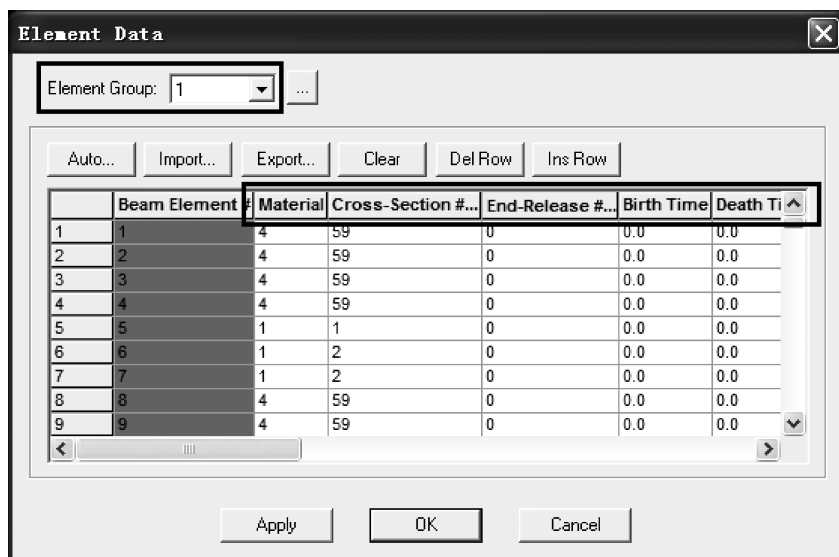 Element Data
Element Group: 1 ...
Auto... Import... Export... Clear Del Row Ins Row
Beam Element # Material Cross-Section #... End-Release #... Birth Time Death Ti
1 1 4 59 0 0.0 0.0
2 2 4 59 0 0.0 0.0
3 3 4 59 0 0.0 0.0
4 4 4 59 0 0.0 0.0
5 5 1 1 0 0.0 0.0
6 6 1 2 0 0.0 0.0
7 7 1 2 0 0.0 0.0
8 8 4 59 0 0.0 0.0
9 9 4 59 0 0.0 0.0
Apply OK Cancel